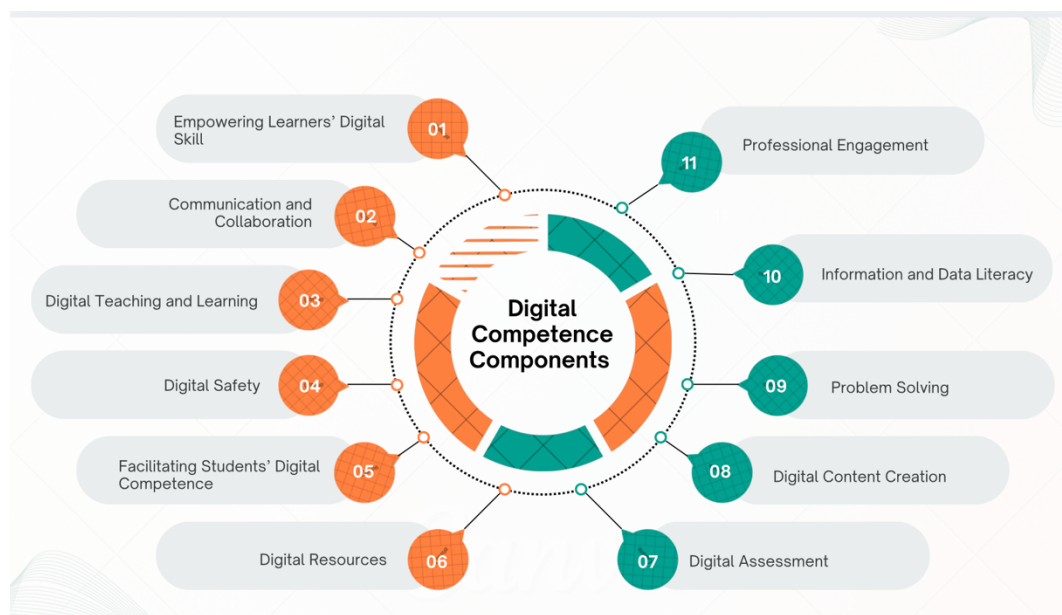 Digital
Competence
Components
01
Empowering Learners' Digital
Skill
02
Communication and
Collaboration
03
Digital Teaching and Learning
04
Digital Safety
05
Facilitating Students' Digital
Competence
06
Digital Resources
07
Digital Assessment
08
Digital Content Creation
09
Problem Solving
10
Information and Data Literacy
11
Professional Engagement